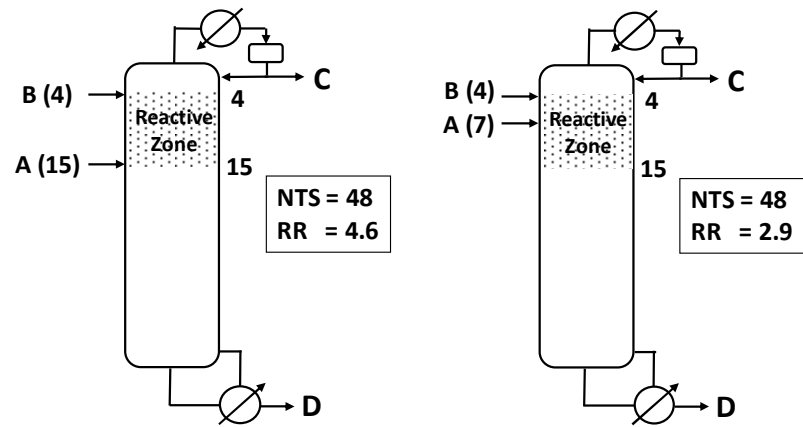 B (4)
A (15)
Reactive
Zone
C
4
15
NTS = 48
RR = 4.6
D
B (4)
A (7)
Reactive
Zone
C
4
15
NTS = 48
RR = 2.9
D